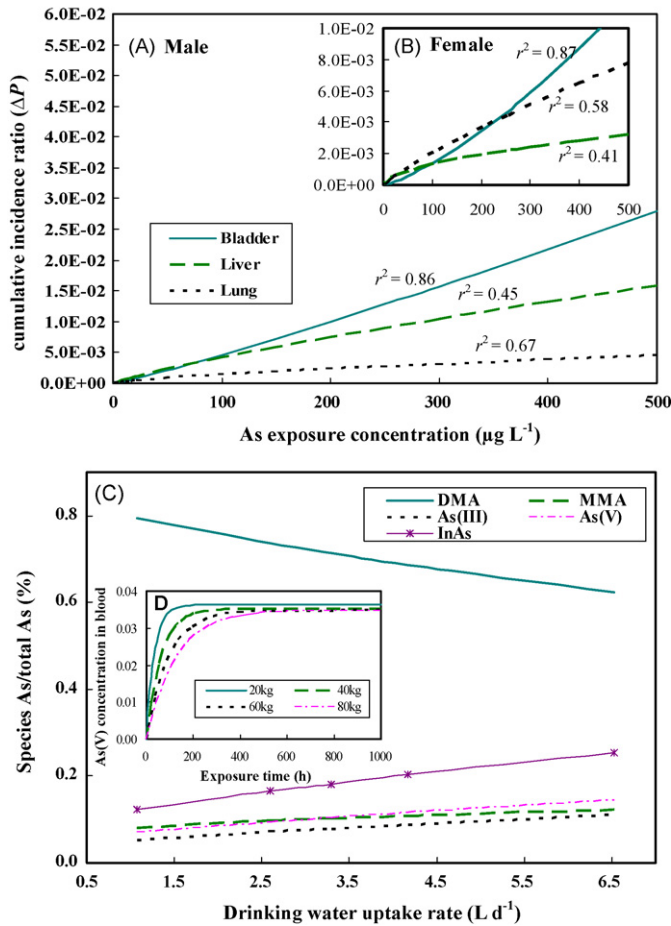 (A) Male
cumulative incidence ratio (ΔP)
6.0E-02
5.5E-02
5.0E-02
4.5E-02
4.0E-02
3.5E-02
3.0E-02
2.5E-02
2.0E-02
1.5E-02
1.0E-02
5.0E-03
0.0E+00
0
100
200
300
400
500
As exposure concentration (µg L⁻¹)
Bladder
Liver
Lung
r² = 0.86
r² = 0.45
r² = 0.67
(B) Female
1.0E-02
8.0E-03
6.0E-03
4.0E-03
2.0E-03
0.0E+00
0
100
200
300
400
500
r² = 0.87
r² = 0.58
r² = 0.41
(C)
Species As/total As (%)
0.8
0.6
0.4
0.2
0.0
0.5
1.5
2.5
3.5
4.5
5.5
6.5
Drinking water uptake rate (L d⁻¹)
DMA
MMA
As(III)
As(V)
InAs
D
As(V) concentration in blood
0.04
0.03
0.02
0.01
0.00
0
200
400
600
800
1000
Exposure time (h)
20kg
40kg
60kg
80kg